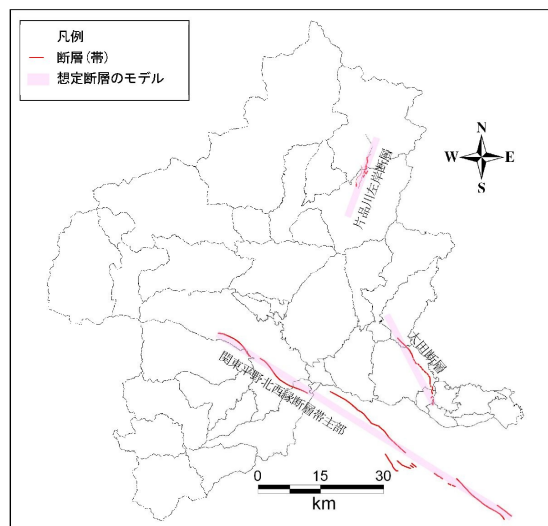 凡例
断層(帯)
想定断層のモデル
N
W
E
S
片品川左岸断層
太田断層
関東平野北西縁断層帯主部
0 15 30
km